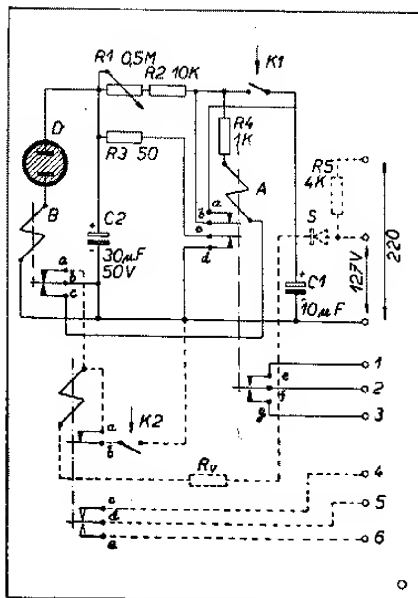 R1 0,5M
R2 10K
K1
D
R3 50
R4
1K
R5
4K
A
B
C2
+
30µF
50V
a
b
c
d
S
220
127V
C1
+
10µF
a
b
c
e
f
g
1
2
3
K2
a
b
Rv
4
c
5
d
6